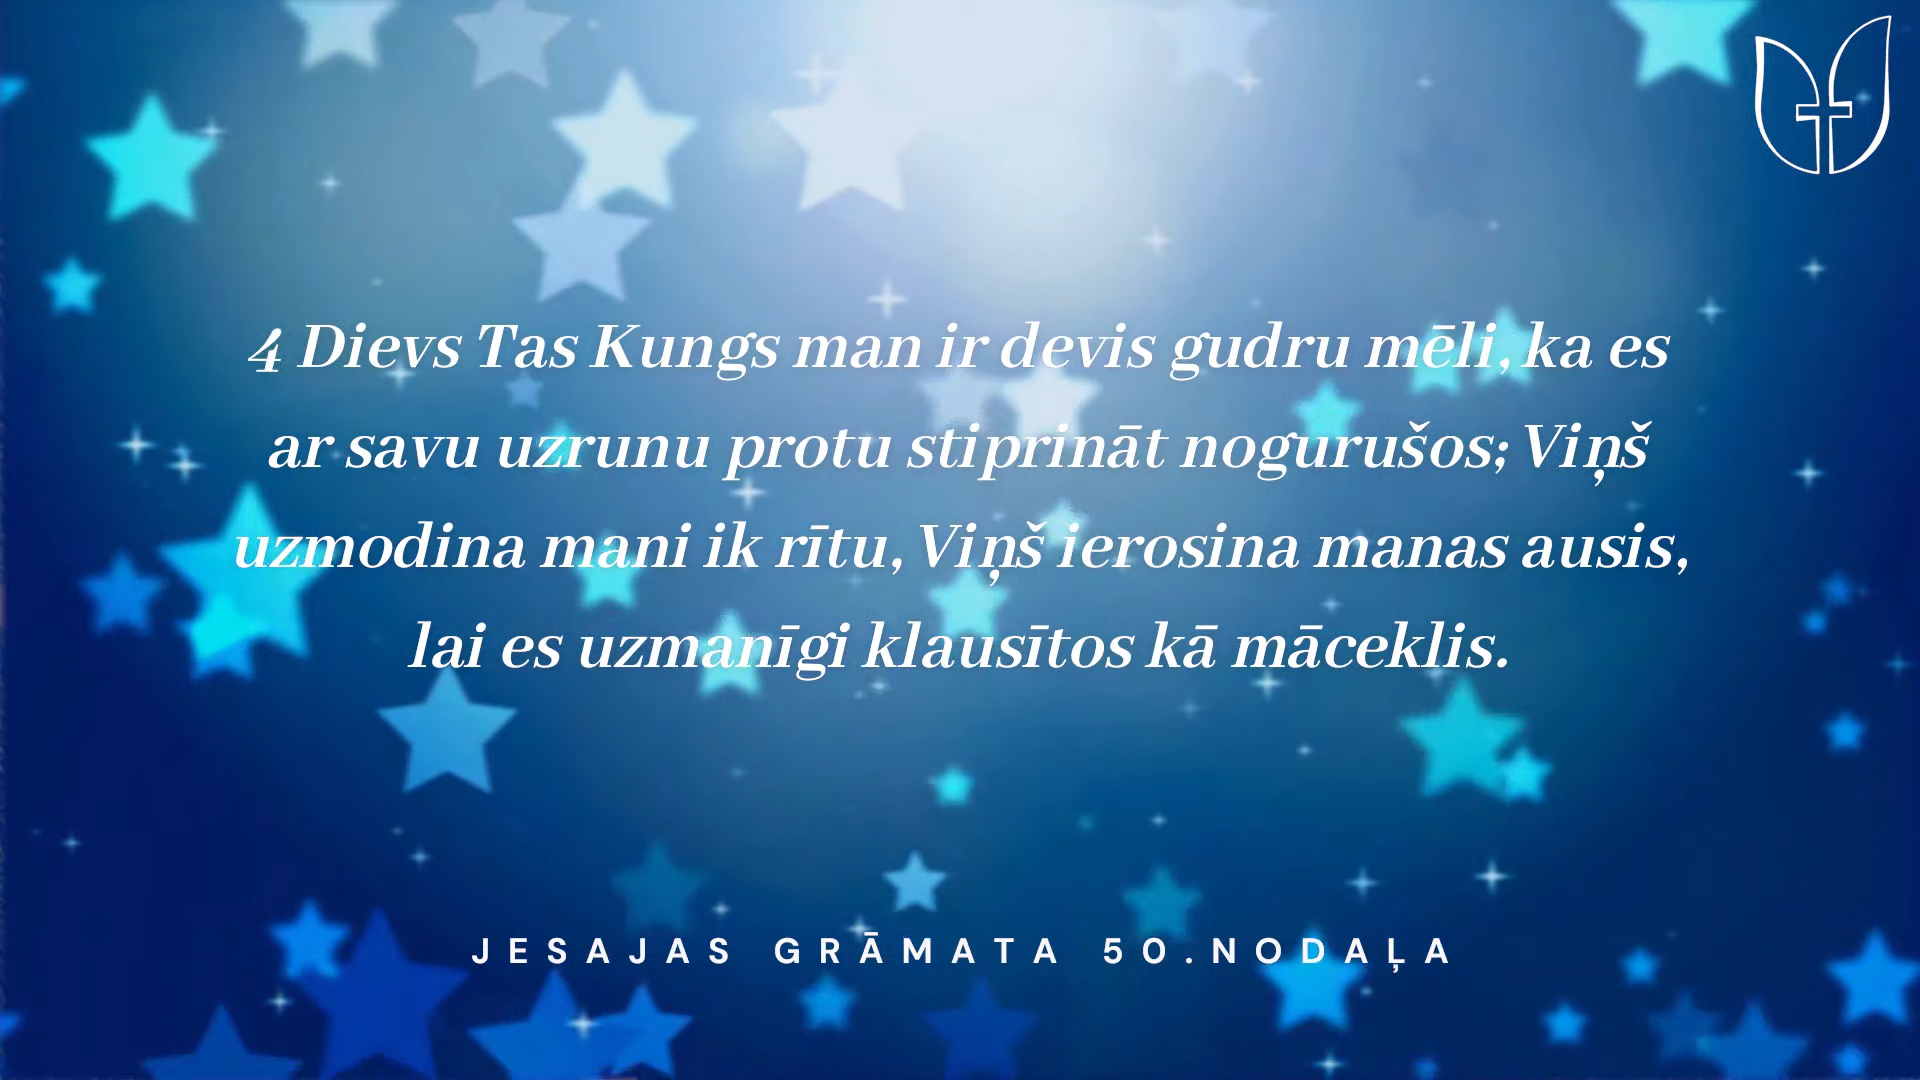 4 Dievs Tas Kungs man ir devis gudru mēli, ka es
ar savu uzrunu protu stiprināt nogurušos; Viņš
uzmodina mani ik rītu, Viņš ierosina manas ausis,
lai es uzmanīgi klausītos kā māceklis.
JESAJAS GRĀMATA 50.NODAĻA